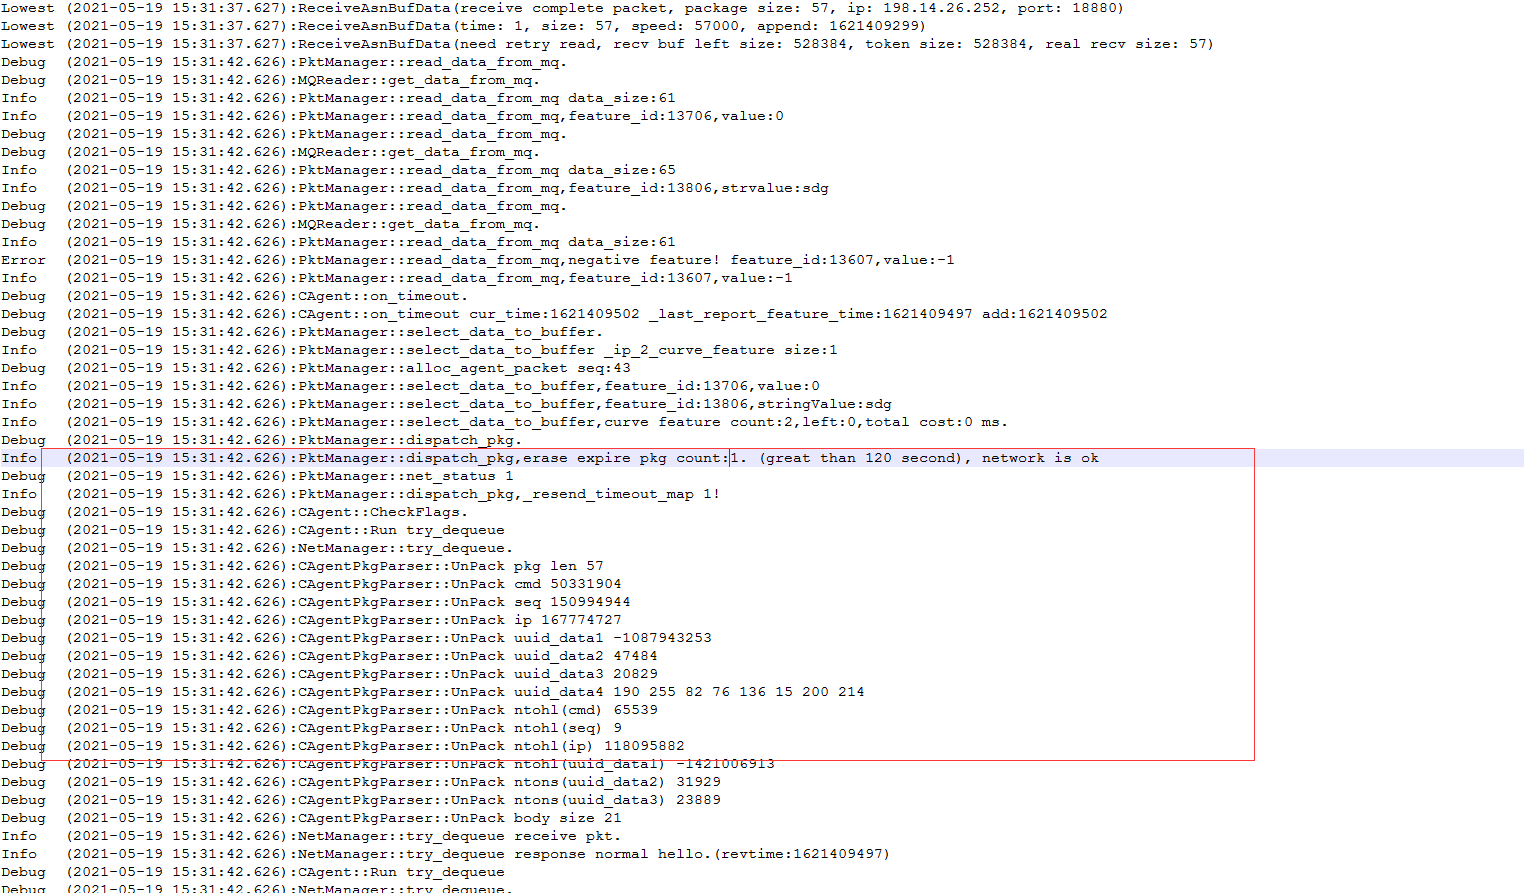 Lowest (2021-05-19 15:31:37.627):ReceiveAsnBufData(receive complete packet, package size: 57, ip: 198.14.26.252, port: 18880)
Lowest (2021-05-19 15:31:37.627):ReceiveAsnBufData(time: 1, size: 57, speed: 57000, append: 1621409299)
Lowest (2021-05-19 15:31:37.627):ReceiveAsnBufData(need retry read, recv buf left size: 528384, token size: 528384, real recv size: 57)
Debug (2021-05-19 15:31:42.626):PktManager::read_data_from_mq.
Debug (2021-05-19 15:31:42.626):MQReader::get_data_from_mq.
Info (2021-05-19 15:31:42.626):PktManager::read_data_from_mq data_size:61
Info (2021-05-19 15:31:42.626):PktManager::read_data_from_mq,feature_id:13706,value:0
Debug (2021-05-19 15:31:42.626):PktManager::read_data_from_mq.
Debug (2021-05-19 15:31:42.626):MQReader::get_data_from_mq.
Info (2021-05-19 15:31:42.626):PktManager::read_data_from_mq data_size:65
Info (2021-05-19 15:31:42.626):PktManager::read_data_from_mq,feature_id:13806,strvalue:sdg
Debug (2021-05-19 15:31:42.626):PktManager::read_data_from_mq.
Debug (2021-05-19 15:31:42.626):MQReader::get_data_from_mq.
Info (2021-05-19 15:31:42.626):PktManager::read_data_from_mq data_size:61
Error (2021-05-19 15:31:42.626):PktManager::read_data_from_mq,negative feature! feature_id:13607,value:-1
Info (2021-05-19 15:31:42.626):PktManager::read_data_from_mq,feature_id:13607,value:-1
Debug (2021-05-19 15:31:42.626):CAgent::on_timeout.
Debug (2021-05-19 15:31:42.626):CAgent::on_timeout cur_time:1621409502 _last_report_feature_time:1621409497 add:1621409502
Debug (2021-05-19 15:31:42.626):PktManager::select_data_to_buffer.
Info (2021-05-19 15:31:42.626):PktManager::select_data_to_buffer _ip_2_curve_feature size:1
Debug (2021-05-19 15:31:42.626):PktManager::alloc_agent_packet seq:43
Info (2021-05-19 15:31:42.626):PktManager::select_data_to_buffer,feature_id:13706,value:0
Info (2021-05-19 15:31:42.626):PktManager::select_data_to_buffer,feature_id:13806,stringValue:sdg
Info (2021-05-19 15:31:42.626):PktManager::select_data_to_buffer,curve feature count:2,left:0,total cost:0 ms.
Debug (2021-05-19 15:31:42.626):PktManager::dispatch_pkg.
Info (2021-05-19 15:31:42.626):PktManager::dispatch_pkg,erase expire pkg count:1. (great than 120 second), network is ok
Debug (2021-05-19 15:31:42.626):PktManager::net_status 1
Info (2021-05-19 15:31:42.626):PktManager::dispatch_pkg,_resend_timeout_map 1!
Debug (2021-05-19 15:31:42.626):CAgent::CheckFlags.
Debug (2021-05-19 15:31:42.626):CAgent::Run try_dequeue
Debug (2021-05-19 15:31:42.626):NetManager::try_dequeue.
Debug (2021-05-19 15:31:42.626):CAgentPkgParser::UnPack pkg len 57
Debug (2021-05-19 15:31:42.626):CAgentPkgParser::UnPack cmd 50331904
Debug (2021-05-19 15:31:42.626):CAgentPkgParser::UnPack seq 150994944
Debug (2021-05-19 15:31:42.626):CAgentPkgParser::UnPack ip 167774727
Debug (2021-05-19 15:31:42.626):CAgentPkgParser::UnPack uuid_data1 -1087943253
Debug (2021-05-19 15:31:42.626):CAgentPkgParser::UnPack uuid_data2 47484
Debug (2021-05-19 15:31:42.626):CAgentPkgParser::UnPack uuid_data3 20829
Debug (2021-05-19 15:31:42.626):CAgentPkgParser::UnPack uuid_data4 190 255 82 76 136 15 200 214
Debug (2021-05-19 15:31:42.626):CAgentPkgParser::UnPack ntohl(cmd) 65539
Debug (2021-05-19 15:31:42.626):CAgentPkgParser::UnPack ntohl(seq) 9
Debug (2021-05-19 15:31:42.626):CAgentPkgParser::UnPack ntohl(ip) 118095882
Debug (2021-05-19 15:31:42.626):CAgentPkgParser::UnPack ntohl(uuid_data1) -1421006913
Debug (2021-05-19 15:31:42.626):CAgentPkgParser::UnPack ntons(uuid_data2) 31929
Debug (2021-05-19 15:31:42.626):CAgentPkgParser::UnPack ntons(uuid_data3) 23889
Debug (2021-05-19 15:31:42.626):CAgentPkgParser::UnPack body size 21
Info (2021-05-19 15:31:42.626):NetManager::try_dequeue receive pkt.
Info (2021-05-19 15:31:42.626):NetManager::try_dequeue response normal hello.(revtime:1621409497)
Debug (2021-05-19 15:31:42.626):CAgent::Run try_dequeue
Debug (2021-05-19 15:31:42.626):NetManager::try_dequeue.